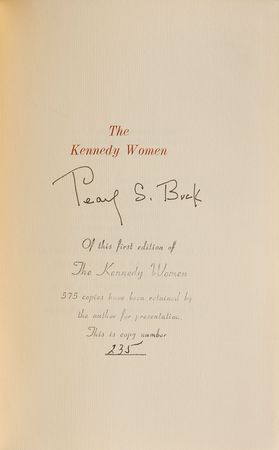 The
Kennedy Women
Pearl S. Buck
Of this first edition of
The Kennedy Women
575 copies have been retained by
the author for presentation.
This is copy number
235